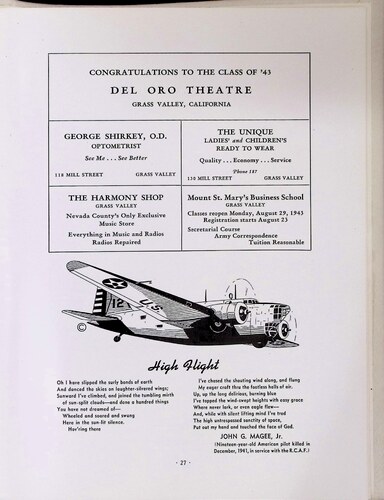 CONGRATULATIONS TO THE CLASS OF '43
DEL ORO THEATRE
GRASS VALLEY, CALIFORNIA
GEORGE SHIRKEY, O.D.
OPTOMETRIST
See Me . . . See Better
118 MILL STREET GRASS VALLEY
THE UNIQUE
LADIES' and CHILDREN'S
READY TO WEAR
Quality . . . Economy . . . Service
Phone 187
110 MILL STREET GRASS VALLEY
THE HARMONY SHOP
GRASS VALLEY
Nevada County's Only Exclusive
Music Store
Everything in Music and Radios
Radios Repaired
Mount St. Mary's Business School
GRASS VALLEY
Classes reopen Monday, August 29, 1943
Registration starts August 23
Secretarial Course
Army Correspondence
Tuition Reasonable
12
U.S.
©
High Flight
Oh I have slipped the surly bonds of earth
And danced the skies on laughter-silvered wings;
Sunward I've climbed, and joined the tumbling mirth
of sun-split clouds—and done a hundred things
You have not dreamed of—
Wheeled and soared and swung
Here in the sun-lit silence.
Hov'ring there
I've chased the shouting wind along, and flung
My eager craft thru the footless halls of air.
Up, up the long delirious, burning blue
I've topped the wind-swept heights with easy grace
Where never lark, or even eagle flew—
And, while with silent lifting mind I've trod
The high untrespassed sanctity of space,
Put out my hand and touched the face of God.
JOHN G. MAGEE, Jr.
(Nineteen-year-old American pilot killed in
December, 1941, in service with the R.C.A.F.)
- 27 -